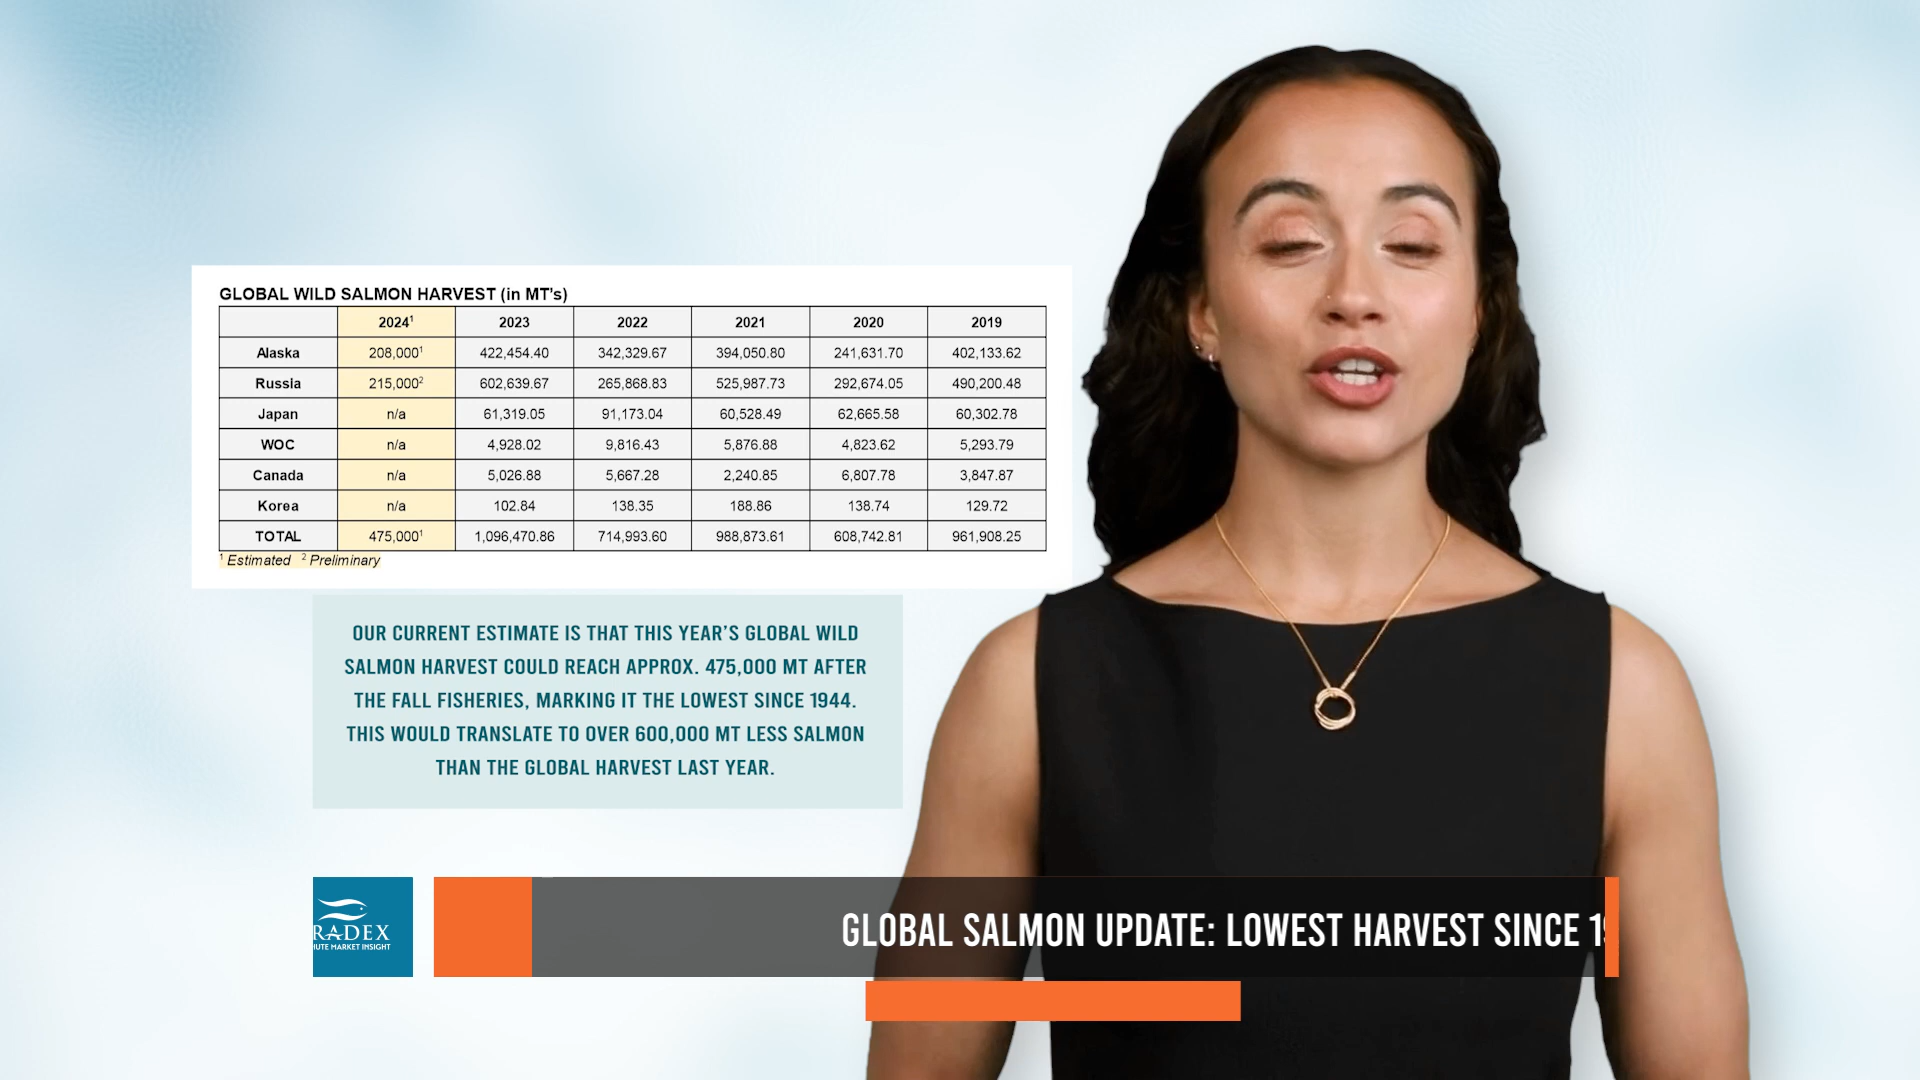 GLOBAL WILD SALMON HARVEST (in MT's)
2024¹ 2023 2022 2021 2020 2019
Alaska 208,000¹ 422,454.40 342,329.67 394,050.80 241,631.70 402,133.62
Russia 215,000² 602,639.67 265,868.83 525,987.73 292,674.05 490,200.48
Japan n/a 61,319.05 91,173.04 60,528.49 62,665.58 60,302.78
WOC n/a 4,928.02 9,816.43 5,876.88 4,823.62 5,293.79
Canada n/a 5,026.88 5,667.28 2,240.85 6,807.78 3,847.87
Korea n/a 102.84 138.35 188.86 138.74 129.72
TOTAL 475,000¹ 1,096,470.86 714,993.60 988,873.61 608,742.81 961,908.25
¹ Estimated ² Preliminary
OUR CURRENT ESTIMATE IS THAT THIS YEAR'S GLOBAL WILD
SALMON HARVEST COULD REACH APPROX. 475,000 MT AFTER
THE FALL FISHERIES, MARKING IT THE LOWEST SINCE 1944.
THIS WOULD TRANSLATE TO OVER 600,000 MT LESS SALMON
THAN THE GLOBAL HARVEST LAST YEAR.
RADEX
UTE MARKET INSIGHT
GLOBAL SALMON UPDATE: LOWEST HARVEST SINCE 1